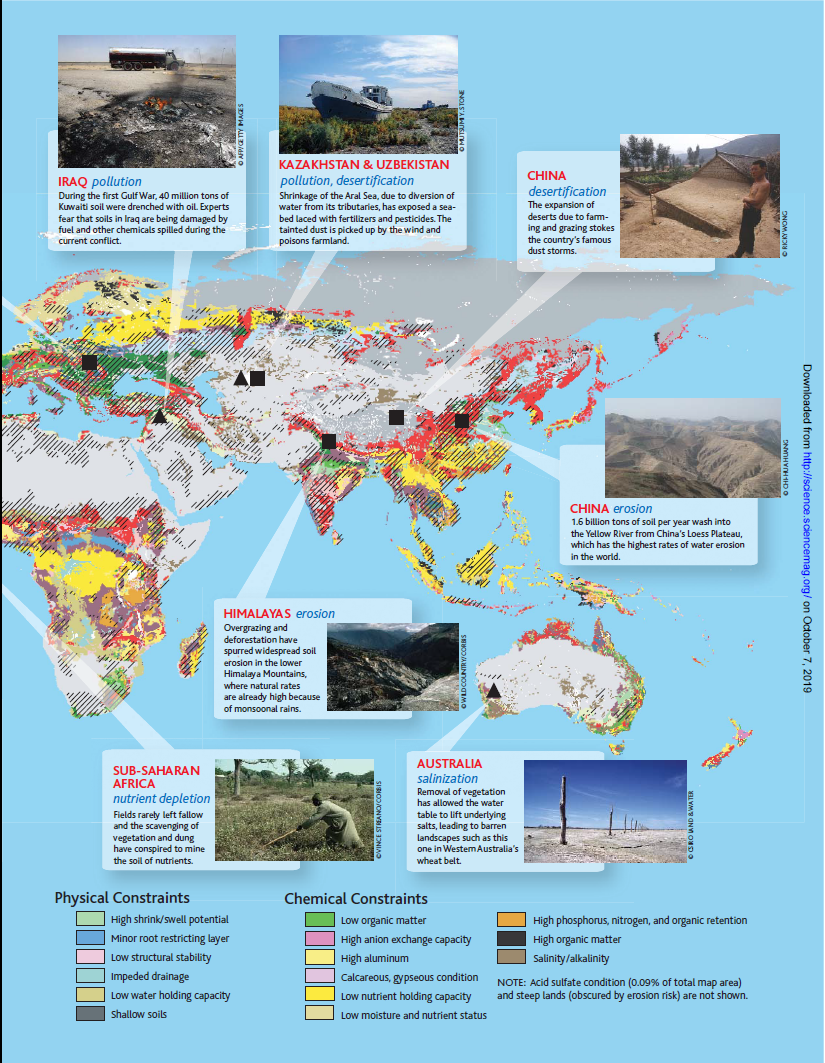 © AFP/GETTY IMAGES
IRAQ pollution
During the first Gulf War, 40 million tons of
Kuwaiti soil were drenched with oil. Experts
fear that soils in Iraq are being damaged by
fuel and other chemicals spilled during the
current conflict.
KAZAKHSTAN & UZBEKISTAN
pollution, desertification
Shrinkage of the Aral Sea, due to diversion of
water from its tributaries, has exposed a sea-
bed laced with fertilizers and pesticides. The
tainted dust is picked up by the wind and
poisons farmland.
CHINA
desertification
The expansion of
deserts due to farm-
ing and grazing stokes
the country's famous
dust storms.
© RICKY WONG
Downloaded from http://science.sciencemag.org/ on October 7, 2019
CHINA erosion
1.6 billion tons of soil per year wash into
the Yellow River from China's Loess Plateau,
which has the highest rates of water erosion
in the world.
© CHI-HUA HUANG
HIMALAYAS erosion
Overgrazing and
deforestation have
spurred widespread soil
erosion in the lower
Himalaya Mountains,
where natural rates
are already high because
of monsoonal rains.
© WILD COUNTRY/CORBIS
SUB-SAHARAN
AFRICA
nutrient depletion
Fields rarely left fallow
and the scavenging of
vegetation and dung
have conspired to mine
the soil of nutrients.
AUSTRALIA
salinization
Removal of vegetation
has allowed the water
table to lift underlying
salts, leading to barren
landscapes such as this
one in Western Australia's
wheat belt.
© CSIRO LAND & WATER
Physical Constraints
High shrink/swell potential
Minor root restricting layer
Low structural stability
Impeded drainage
Low water holding capacity
Shallow soils
Chemical Constraints
Low organic matter
High anion exchange capacity
High aluminum
Calcareous, gypseous condition
Low nutrient holding capacity
Low moisture and nutrient status
High phosphorus, nitrogen, and organic retention
High organic matter
Salinity/alkalinity
NOTE: Acid sulfate condition (0.09% of total map area)
and steep lands (obscured by erosion risk) are not shown.